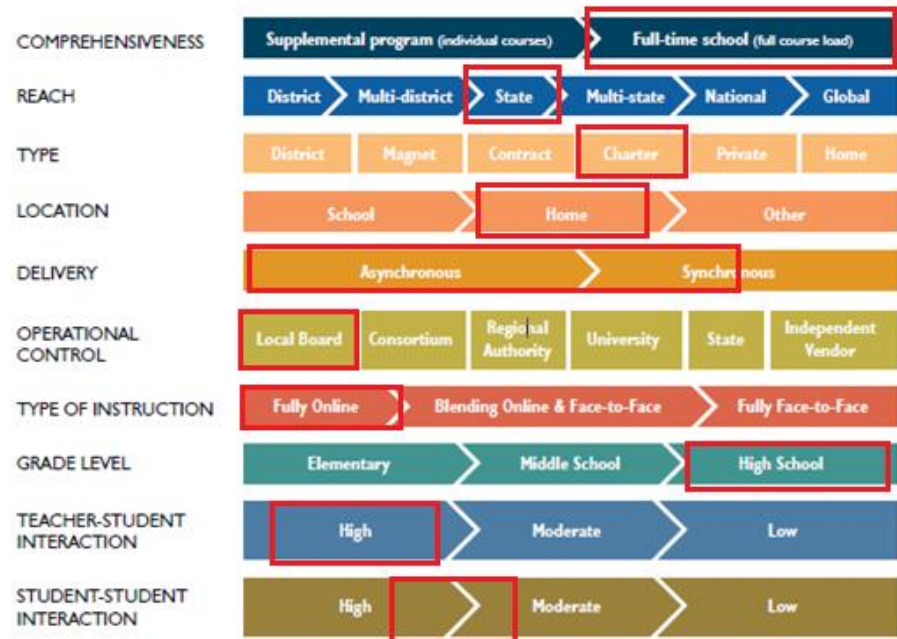 COMPREHENSIVENESS Supplemental program (individual courses) Full-time school (full course load)
REACH District Multi-district State Multi-state National Global
TYPE District Magnet Contract Charter Private Home
LOCATION School Home Other
DELIVERY Asynchronous Synchronous
OPERATIONAL CONTROL Local Board Consortium Regional Authority University State Independent Vendor
TYPE OF INSTRUCTION Fully Online Blending Online & Face-to-Face Fully Face-to-Face
GRADE LEVEL Elementary Middle School High School
TEACHER-STUDENT INTERACTION High Moderate Low
STUDENT-STUDENT INTERACTION High Moderate Low